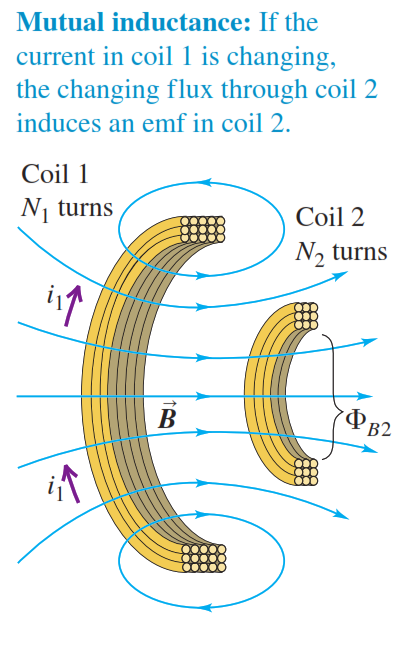 Mutual inductance: If the
current in coil 1 is changing,
the changing flux through coil 2
induces an emf in coil 2.
Coil 1
N₁ turns
Coil 2
N₂ turns
i₁
B⃗
Φ_B2
i₁